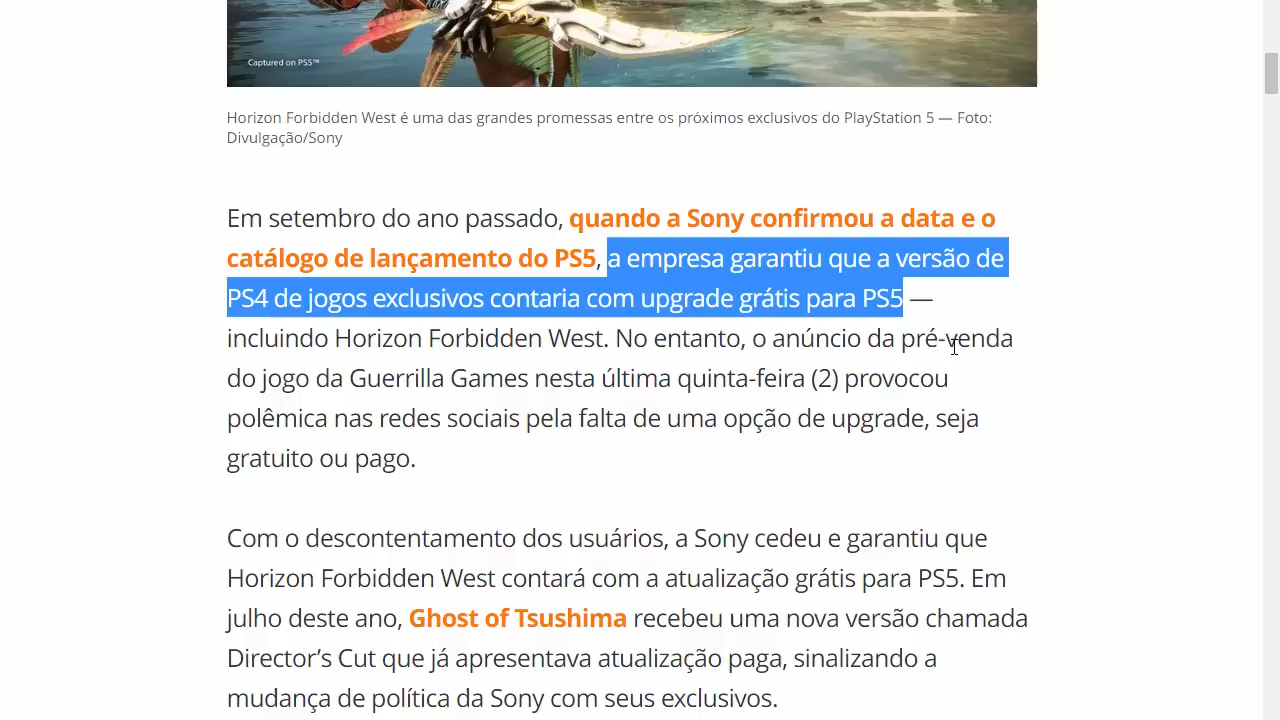 Captured on PS5™
Horizon Forbidden West é uma das grandes promessas entre os próximos exclusivos do PlayStation 5 — Foto:
Divulgação/Sony
Em setembro do ano passado, quando a Sony confirmou a data e o
catálogo de lançamento do PS5, a empresa garantiu que a versão de
PS4 de jogos exclusivos contaria com upgrade grátis para PS5 —
incluindo Horizon Forbidden West. No entanto, o anúncio da pré-venda
do jogo da Guerrilla Games nesta última quinta-feira (2) provocou
polêmica nas redes sociais pela falta de uma opção de upgrade, seja
gratuito ou pago.
Com o descontentamento dos usuários, a Sony cedeu e garantiu que
Horizon Forbidden West contará com a atualização grátis para PS5. Em
julho deste ano, Ghost of Tsushima recebeu uma nova versão chamada
Director’s Cut que já apresentava atualização paga, sinalizando a
mudança de política da Sony com seus exclusivos.